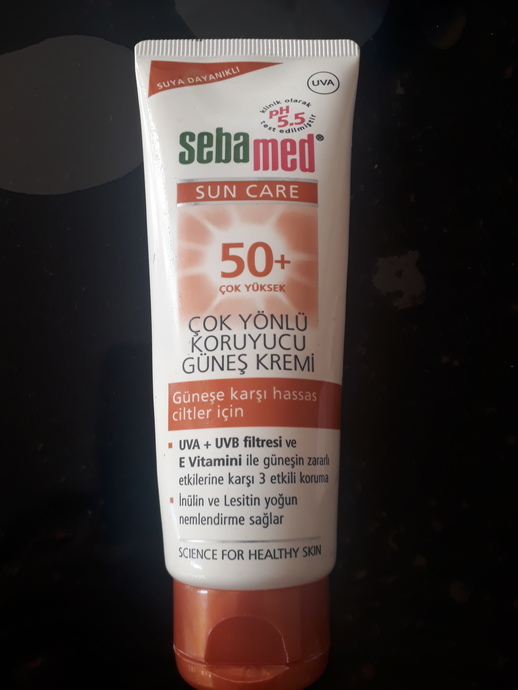 SUYA DAYANIKLI
UVA
klinik olarak
pH
5.5
test edilmiştir
sebamed®
SUN CARE
50+
ÇOK YÜKSEK
ÇOK YÖNLÜ
KORUYUCU
GÜNEŞ KREMİ
Güneşe karşı hassas
ciltler için
▪ UVA + UVB filtresi ve
E Vitamini ile güneşin zararlı
etkilerine karşı 3 etkili koruma
▪ İnülin ve Lesitin yoğun
nemlendirme sağlar
SCIENCE FOR HEALTHY SKIN